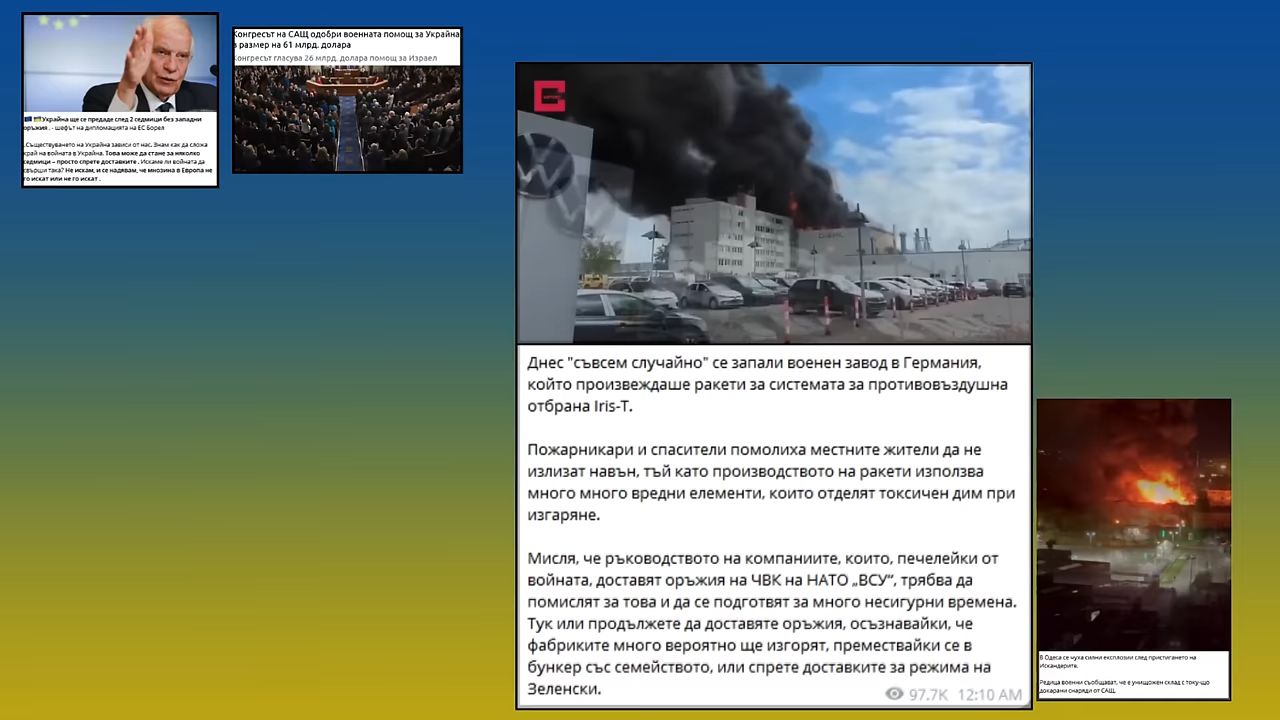 Украйна ще се предаде след 2 седмици без западни
оръжия . - шефът на дипломацията на ЕС Борел
.Съществуването на Украйна зависи от нас. Знам как да сложа
край на войната в Украйна. Това може да стане за няколко
седмици – просто спрете доставките . Искаме ли войната да
свърши така? Не искам, и се надявам, че мнозина в Европа не
го искат или не го искат .
Конгресът на САЩ одобри военната помощ за Украйна
в размер на 61 млрд. долара
Конгресът гласува 26 млрд. долара помощ за Израел
Днес "съвсем случайно" се запали военен завод в Германия,
който произвеждаше ракети за системата за противовъздушна
отбрана Iris-T.
Пожарникари и спасители помолиха местните жители да не
излизат навън, тъй като производството на ракети използва
много много вредни елементи, които отделят токсичен дим при
изгаряне.
Мисля, че ръководството на компаниите, които, печелейки от
войната, доставят оръжия на ЧВК на НАТО „ВСУ“, трябва да
помислят за това и да се подготвят за много несигурни времена.
Тук или продължете да доставяте оръжия, осъзнавайки, че
фабриките много вероятно ще изгорят, премествайки се в
бункер със семейството, или спрете доставките за режима на
Зеленски.
97.7K 12:10 AM
В Одеса се чуха силни експлозии след пристигането на
Искандерите.
Редица военни съобщават, че е унищожен склад с току-що
докарани снаряди от САЩ.